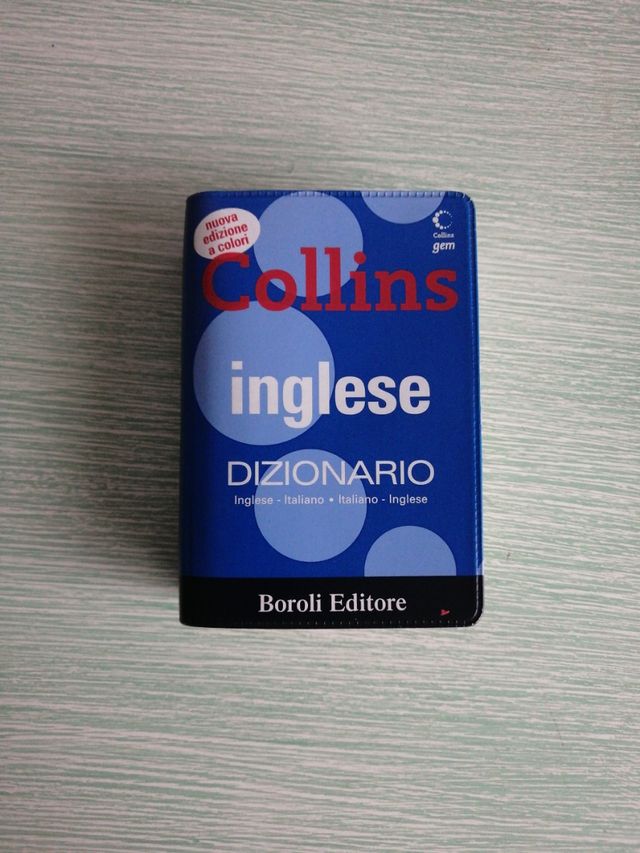 nuova
edizione
a colori
Collins
gem
Collins
inglese
DIZIONARIO
Inglese - Italiano • Italiano - Inglese
Boroli Editore